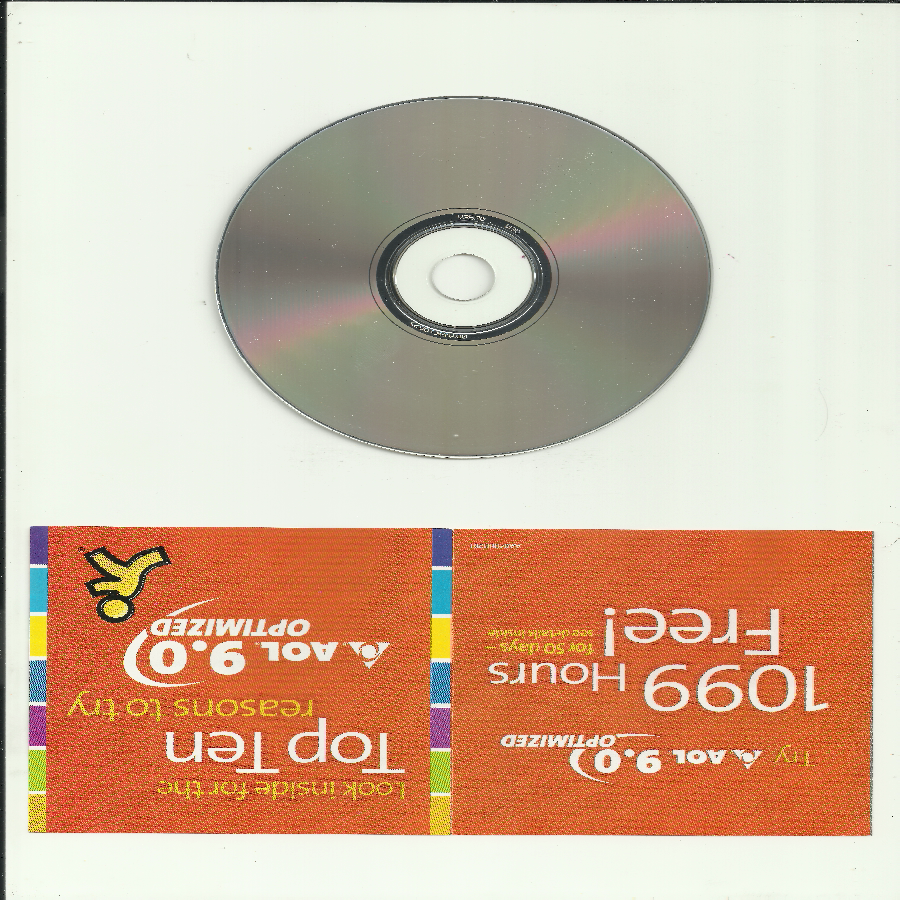 Look inside for the
Top Ten
reasons to try
AOL 9.0
OPTIMIZED
Try AOL 9.0
OPTIMIZED
1099 Hours
Free!
for 50 days –
see details inside